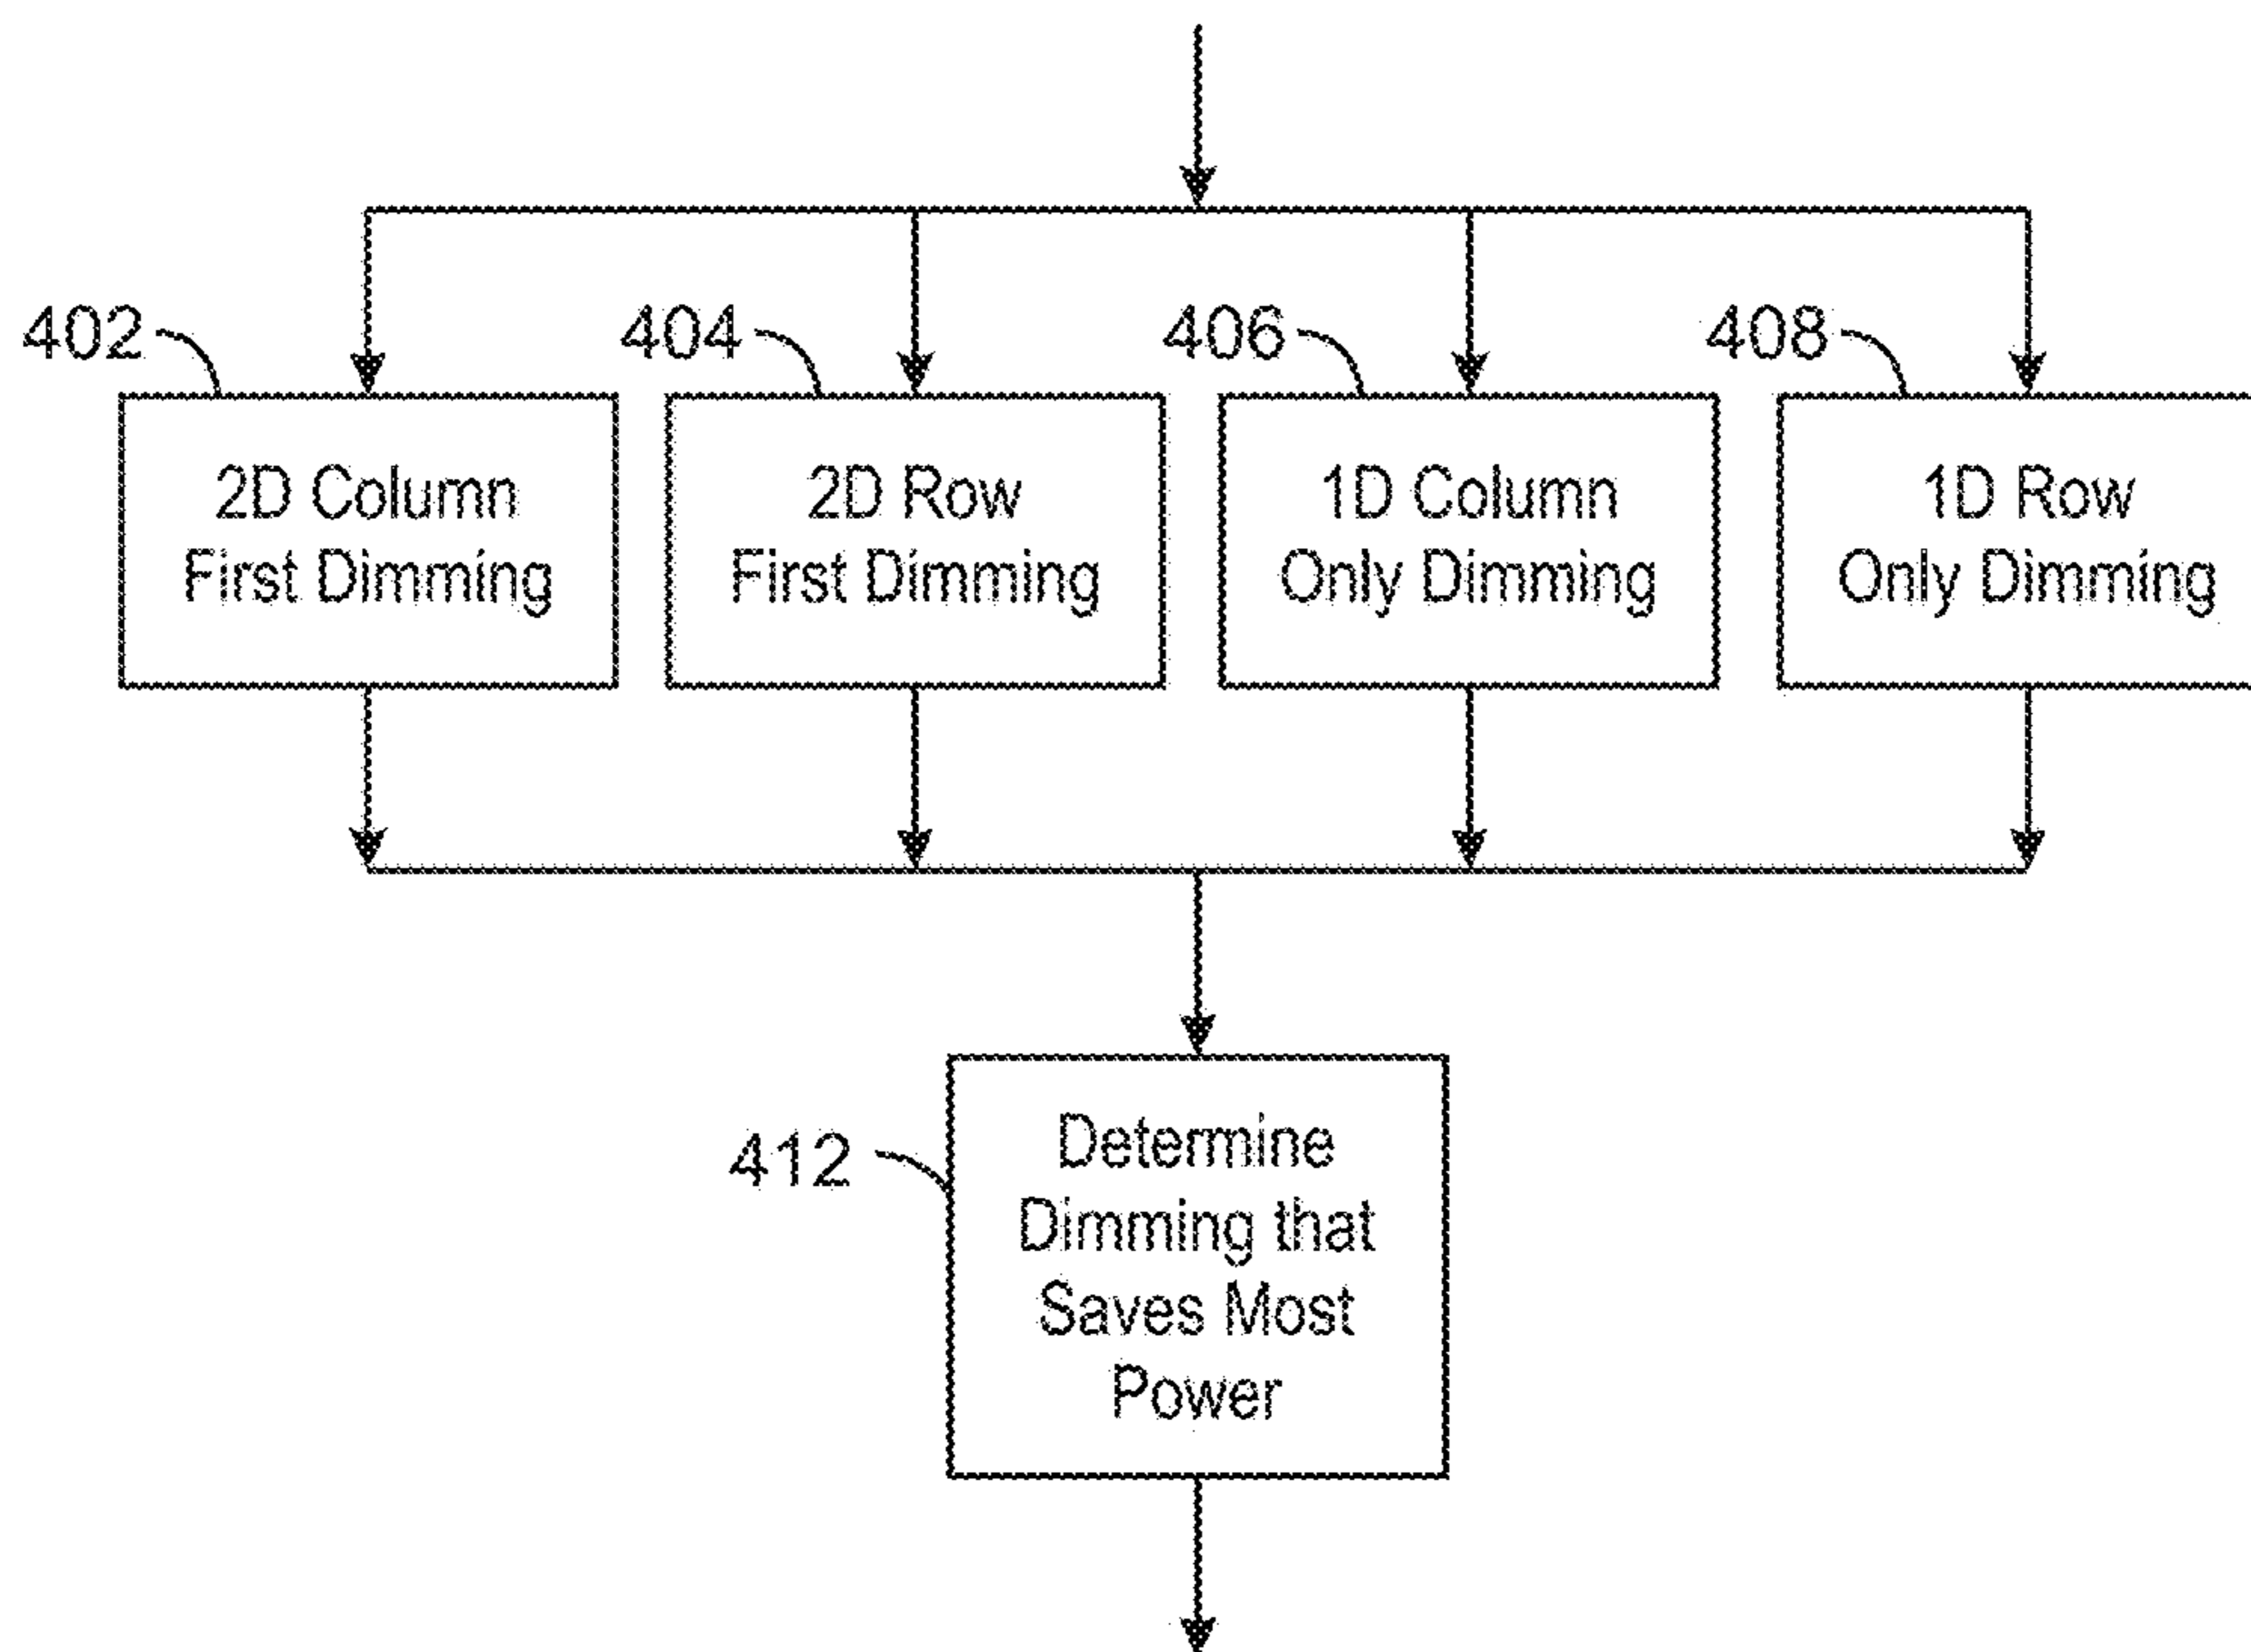 402
404
406
408
2D Column
First Dimming
2D Row
First Dimming
1D Column
Only Dimming
1D Row
Only Dimming
412
Determine
Dimming that
Saves Most
Power